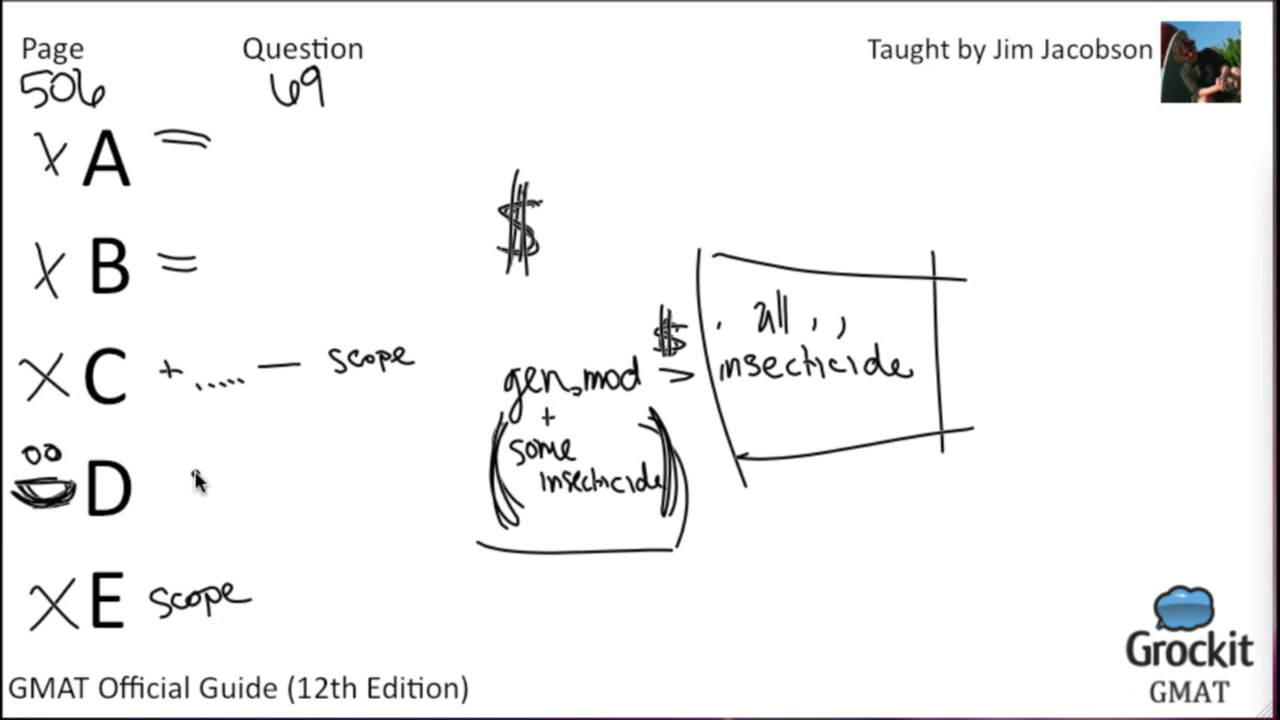 Page Question Taught by Jim Jacobson
506 69
X A =
X B =
X C + ..... — scope
D
X E scope
$
$
gen. mod >
+
some
insecticide
all
insecticide
GMAT Official Guide (12th Edition)
Grockit
GMAT